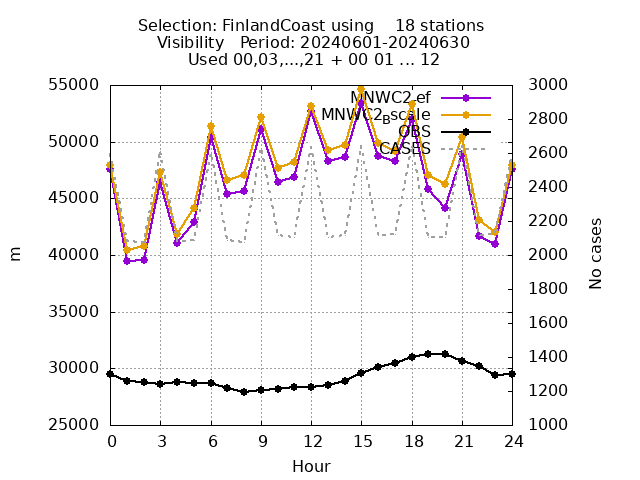 Selection: FinlandCoast using    18 stations
Visibility   Period: 20240601-20240630
Used 00,03,...,21 + 00 01 ... 12
55000
50000
45000
40000
35000
30000
25000
m
MNWC2_ef
MNWC2_Bscale
OBS
CASES
3000
2800
2600
2400
2200
2000
1800
1600
1400
1200
1000
No cases
0 3 6 9 12 15 18 21 24
Hour